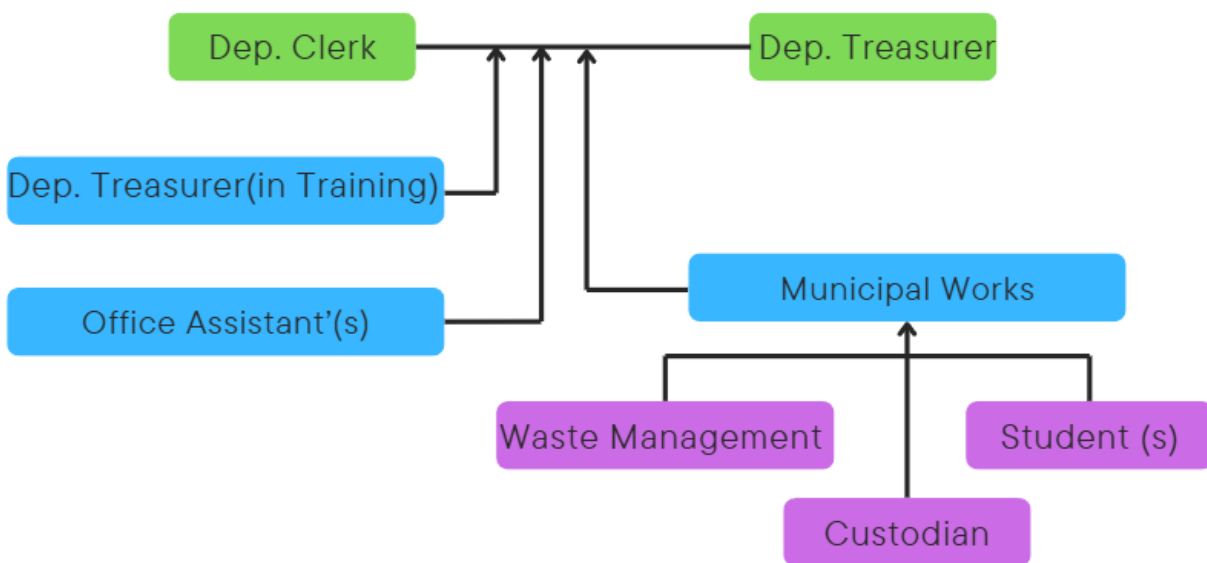 Dep. Clerk
Dep. Treasurer
Dep. Treasurer(in Training)
Municipal Works
Office Assistant'(s)
Waste Management
Student (s)
Custodian